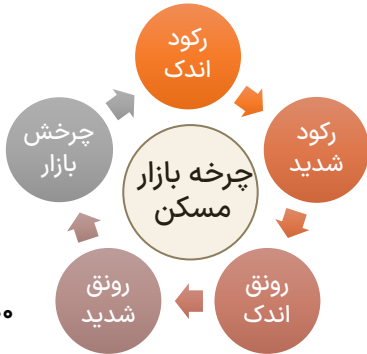 رکود
اندک
رکود
شدید
رونق
اندک
رونق
شدید
چرخش
بازار
چرخه بازار
مسکن